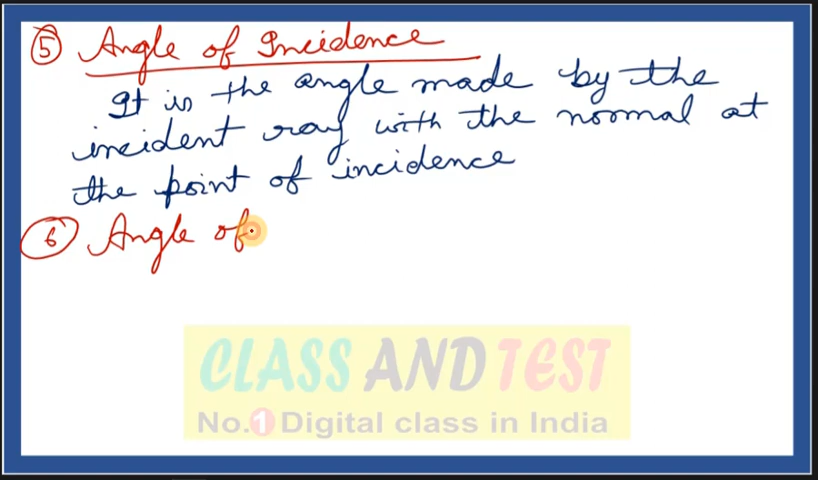 ⑤ Angle of Incidence
It is the angle made by the
incident ray with the normal at
the point of incidence
⑥ Angle of
CLASS AND TEST
No.1 Digital class in India